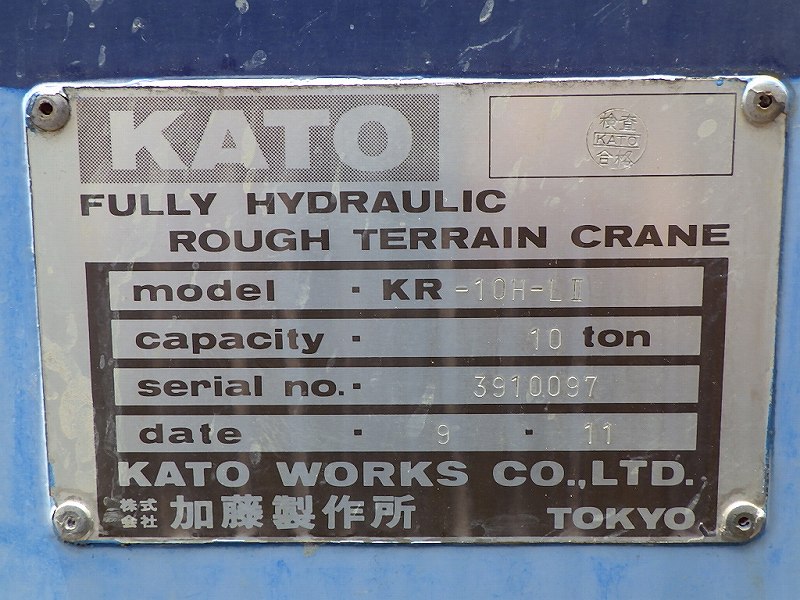 KATO
検査
KATO
合格
FULLY HYDRAULIC
ROUGH TERRAIN CRANE
model · KR -10H-LⅡ
capacity · 10 ton
serial no. · 3910097
date · 9 · 11
KATO WORKS CO.,LTD.
株式会社 加藤製作所 TOKYO